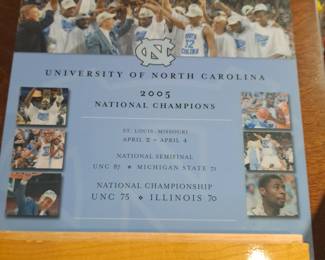 NC
UNIVERSITY OF NORTH CAROLINA
2005
NATIONAL CHAMPIONS
ST. LOUIS, MISSOURI
APRIL 2 - APRIL 4
NATIONAL SEMIFINAL
UNC 87 ◆ MICHIGAN STATE 71
NATIONAL CHAMPIONSHIP
UNC 75 ◆ ILLINOIS 70